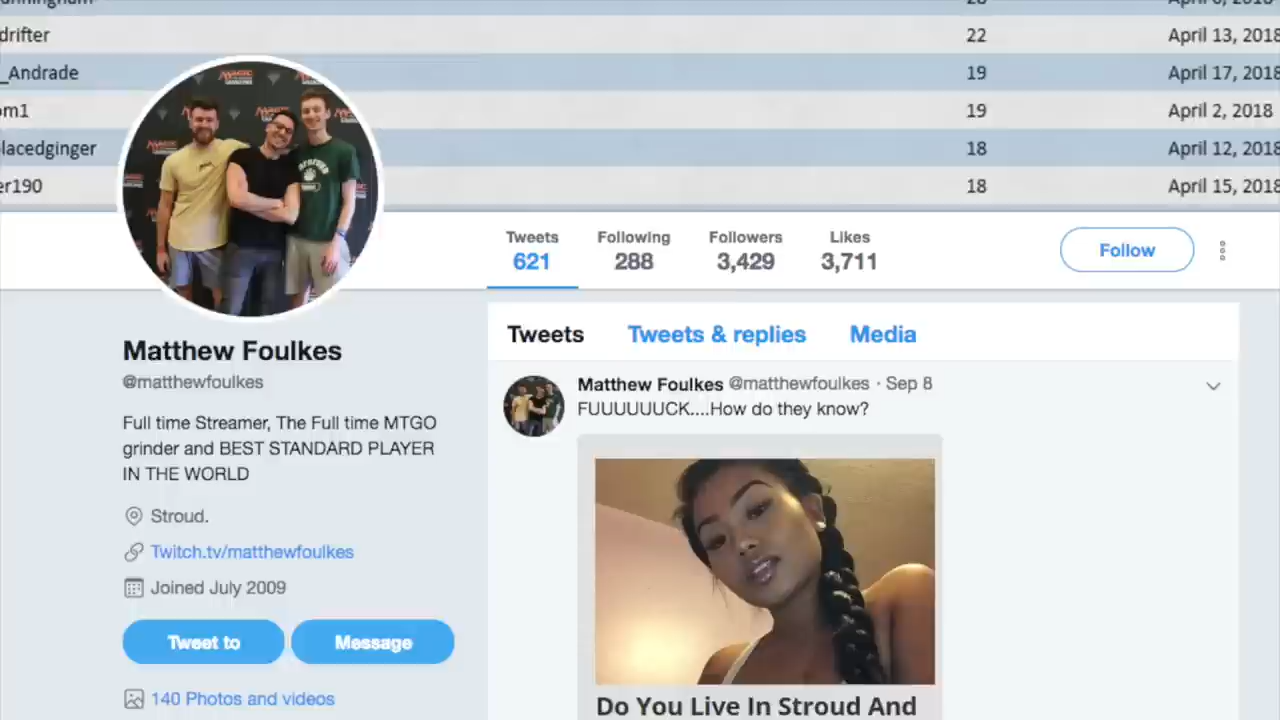 drifter 22 April 13, 2018
_Andrade 19 April 17, 2018
om1 19 April 2, 2018
lacedginger 18 April 12, 2018
er190 18 April 15, 2018
MAGIC
Tweets Following Followers Likes
621 288 3,429 3,711
Follow
Matthew Foulkes
@matthewfoulkes
Full time Streamer, The Full time MTGO
grinder and BEST STANDARD PLAYER
IN THE WORLD
Stroud.
Twitch.tv/matthewfoulkes
Joined July 2009
Tweet to Message
140 Photos and videos
Tweets Tweets & replies Media
Matthew Foulkes @matthewfoulkes · Sep 8
FUUUUUUCK....How do they know?
Do You Live In Stroud And